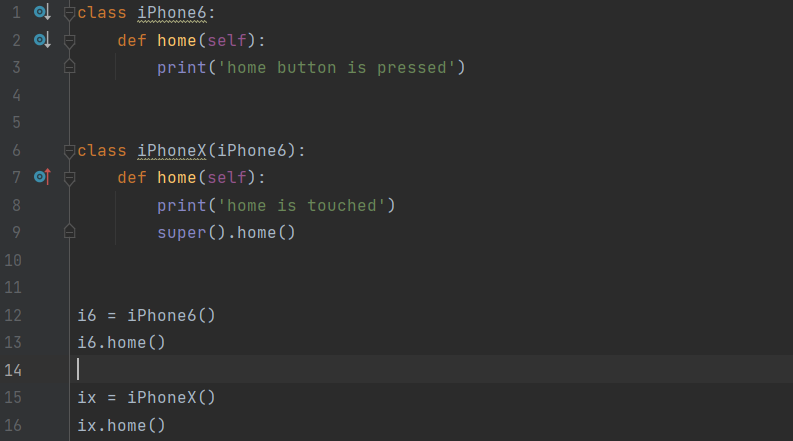 1 class iPhone6:
2     def home(self):
3         print('home button is pressed')
4
5
6 class iPhoneX(iPhone6):
7     def home(self):
8         print('home is touched')
9         super().home()
10
11
12 i6 = iPhone6()
13 i6.home()
14
15 ix = iPhoneX()
16 ix.home()